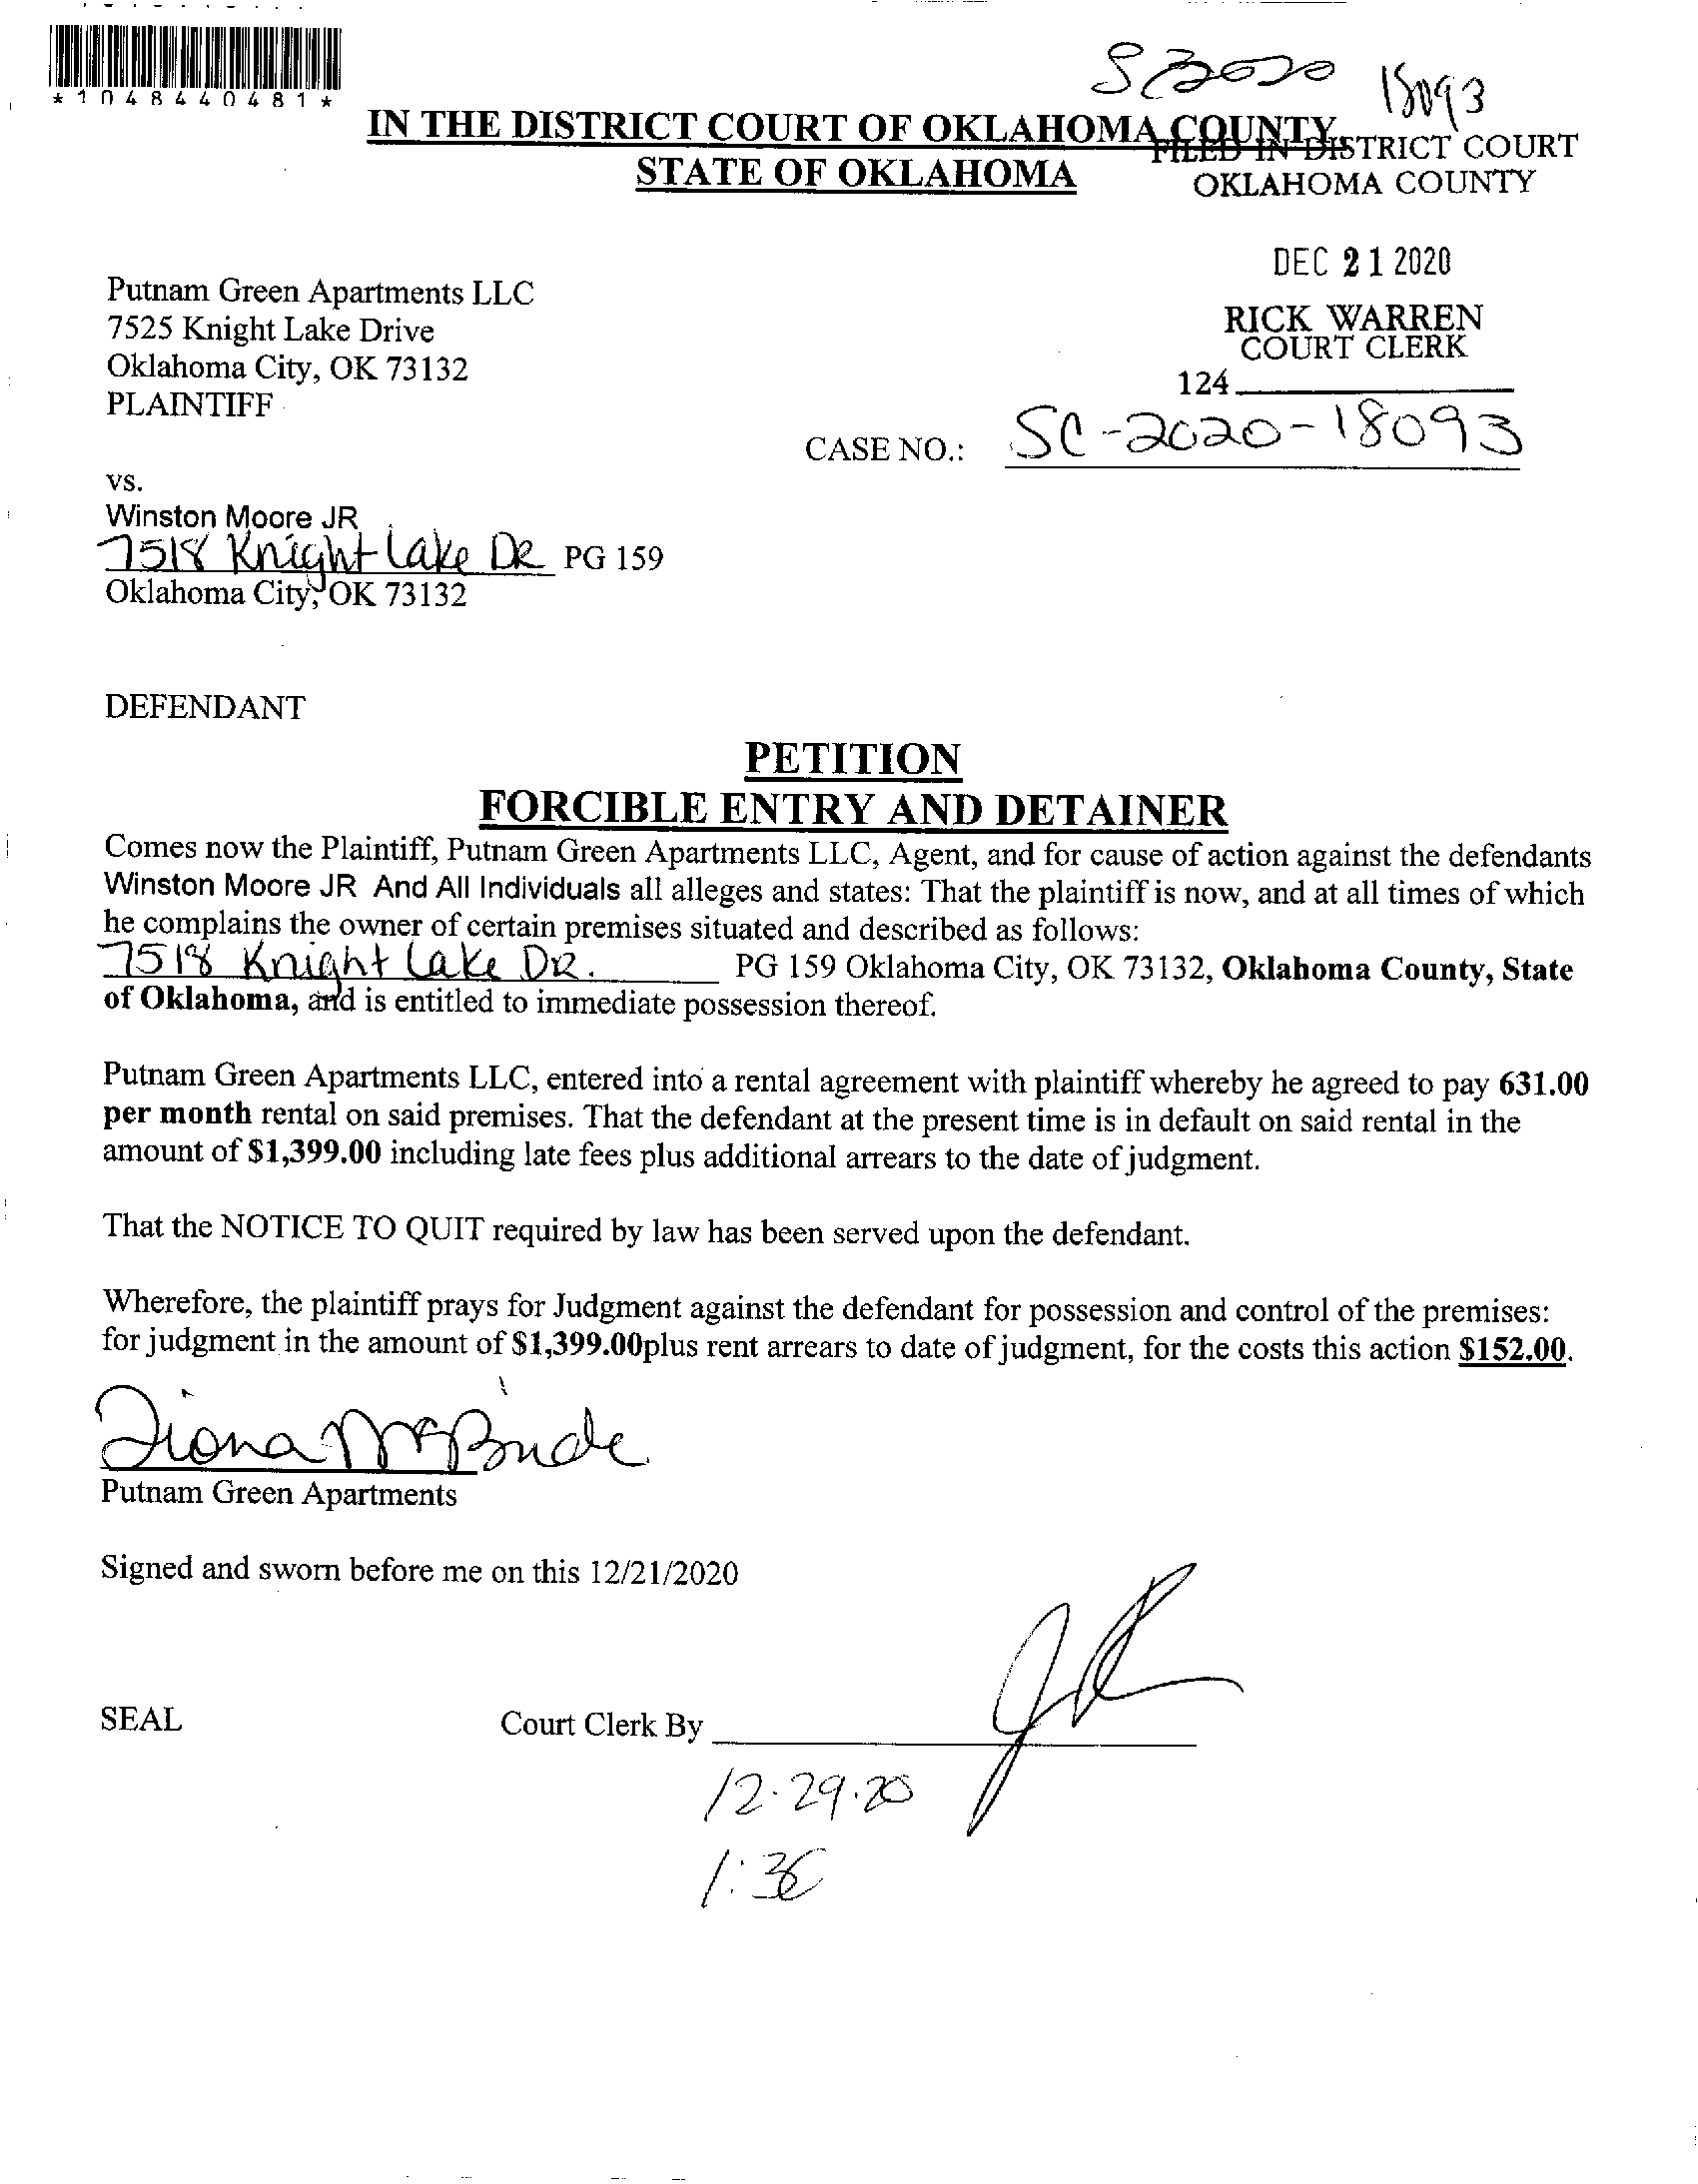 *1048440481*
SC2020 18093
IN THE DISTRICT COURT OF OKLAHOMA COUNTY
STATE OF OKLAHOMA
FILED IN DISTRICT COURT
OKLAHOMA COUNTY
DEC 21 2020
RICK WARREN
COURT CLERK
124
Putnam Green Apartments LLC
7525 Knight Lake Drive
Oklahoma City, OK 73132
PLAINTIFF
CASE NO.: SC-2020-18093
vs.
Winston Moore JR
7518 Knight Lake DR PG 159
Oklahoma City, OK 73132
DEFENDANT
PETITION
FORCIBLE ENTRY AND DETAINER
Comes now the Plaintiff, Putnam Green Apartments LLC, Agent, and for cause of action against the defendants
Winston Moore JR And All Individuals all alleges and states: That the plaintiff is now, and at all times of which
he complains the owner of certain premises situated and described as follows:
7518 Knight Lake DR. PG 159 Oklahoma City, OK 73132, Oklahoma County, State
of Oklahoma, and is entitled to immediate possession thereof.
Putnam Green Apartments LLC, entered into a rental agreement with plaintiff whereby he agreed to pay 631.00
per month rental on said premises. That the defendant at the present time is in default on said rental in the
amount of $1,399.00 including late fees plus additional arrears to the date of judgment.
That the NOTICE TO QUIT required by law has been served upon the defendant.
Wherefore, the plaintiff prays for Judgment against the defendant for possession and control of the premises:
for judgment in the amount of $1,399.00plus rent arrears to date of judgment, for the costs this action $152.00.
Diona McBride
Putnam Green Apartments
Signed and sworn before me on this 12/21/2020
SEAL Court Clerk By
12.29.20
1:30